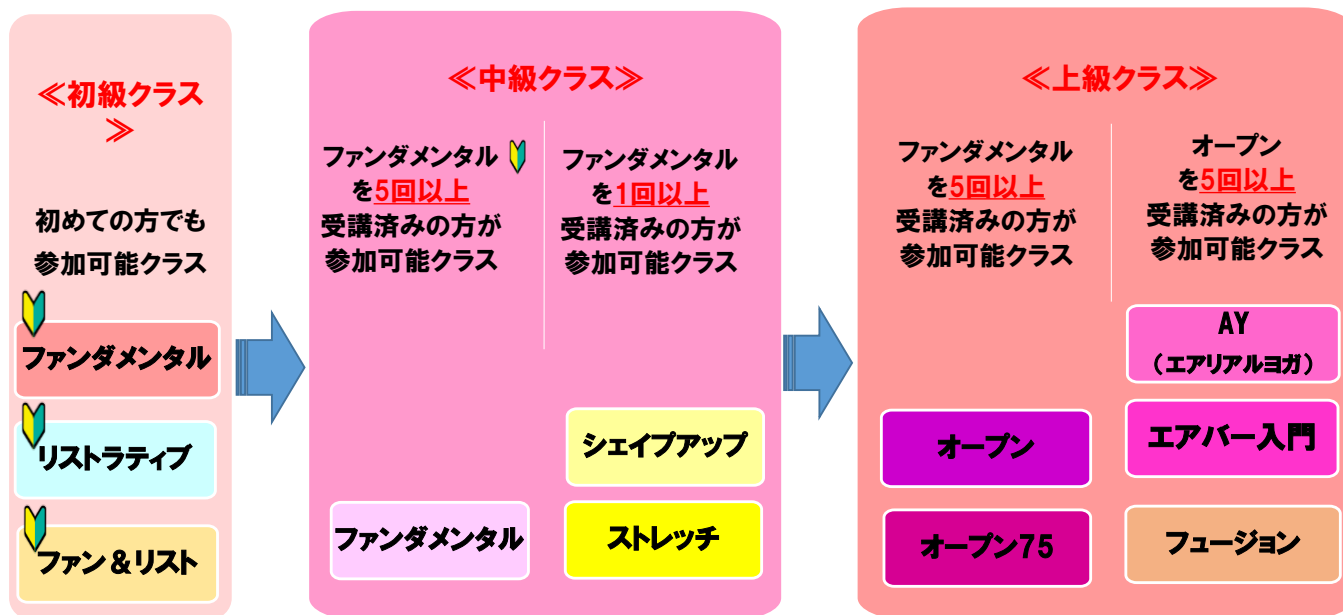 ≪初級クラス
≫
初めての方でも
参加可能クラス
ファンダメンタル
リストラティブ
ファン＆リスト
≪中級クラス≫
ファンダメンタル
を5回以上
受講済みの方が
参加可能クラス
ファンダメンタル
ファンダメンタル
を1回以上
受講済みの方が
参加可能クラス
シェイプアップ
ストレッチ
≪上級クラス≫
ファンダメンタル
を5回以上
受講済みの方が
参加可能クラス
オープン
オープン75
オープン
を5回以上
受講済みの方が
参加可能クラス
AY
（エアリアルヨガ）
エアバー入門
フュージョン